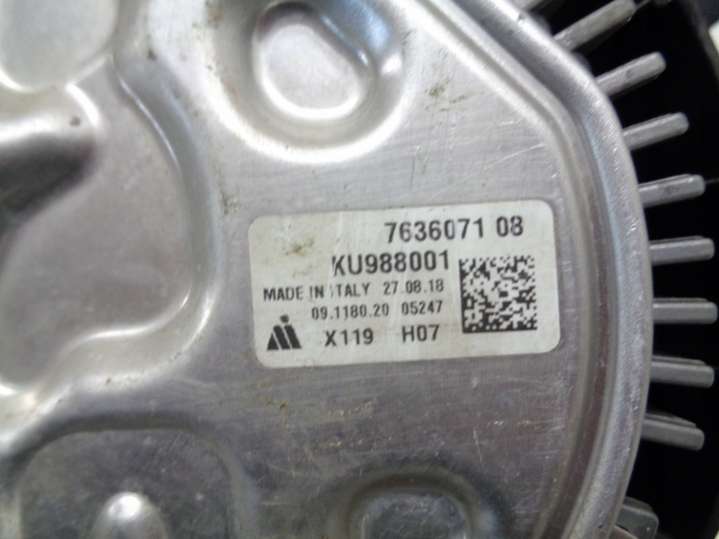 7636071 08
KU988001
MADE IN ITALY 27.08.18
09.1180.20 05247
X119 H07